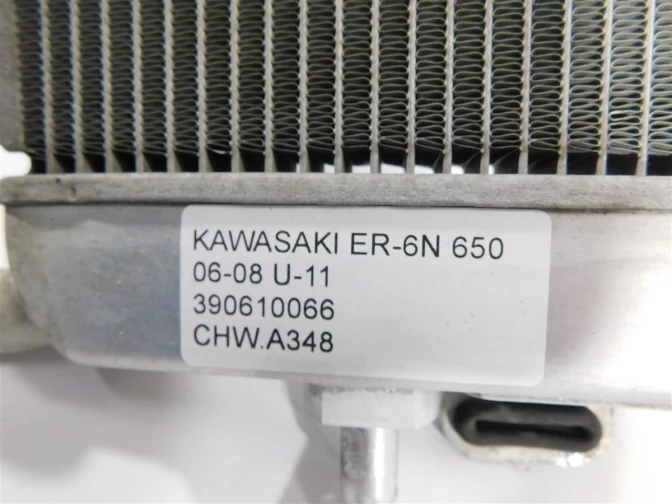 KAWASAKI ER-6N 650
06-08 U-11
390610066
CHW.A348